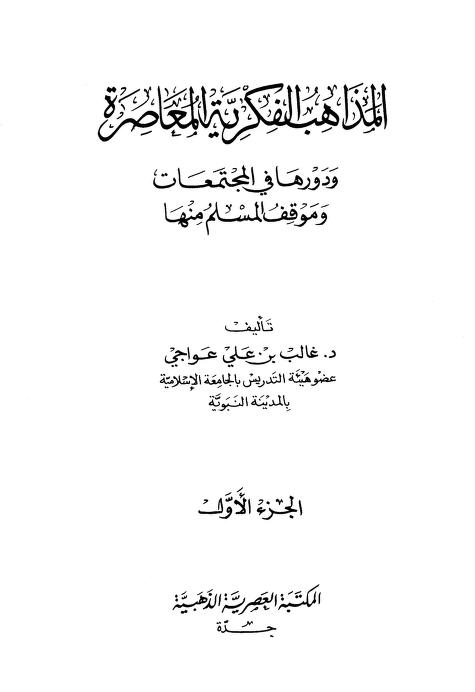 المذاهب الفكرية المعاصرة
ودورها في المجتمعات
وموقف المسلم منها
تأليف
د. غالب بن علي عواجي
عضو هيئة التدريس بالجامعة الإسلامية
بالمدينة النبوية
الجزء الأول
المكتبة العصرية الذهبية
جدة